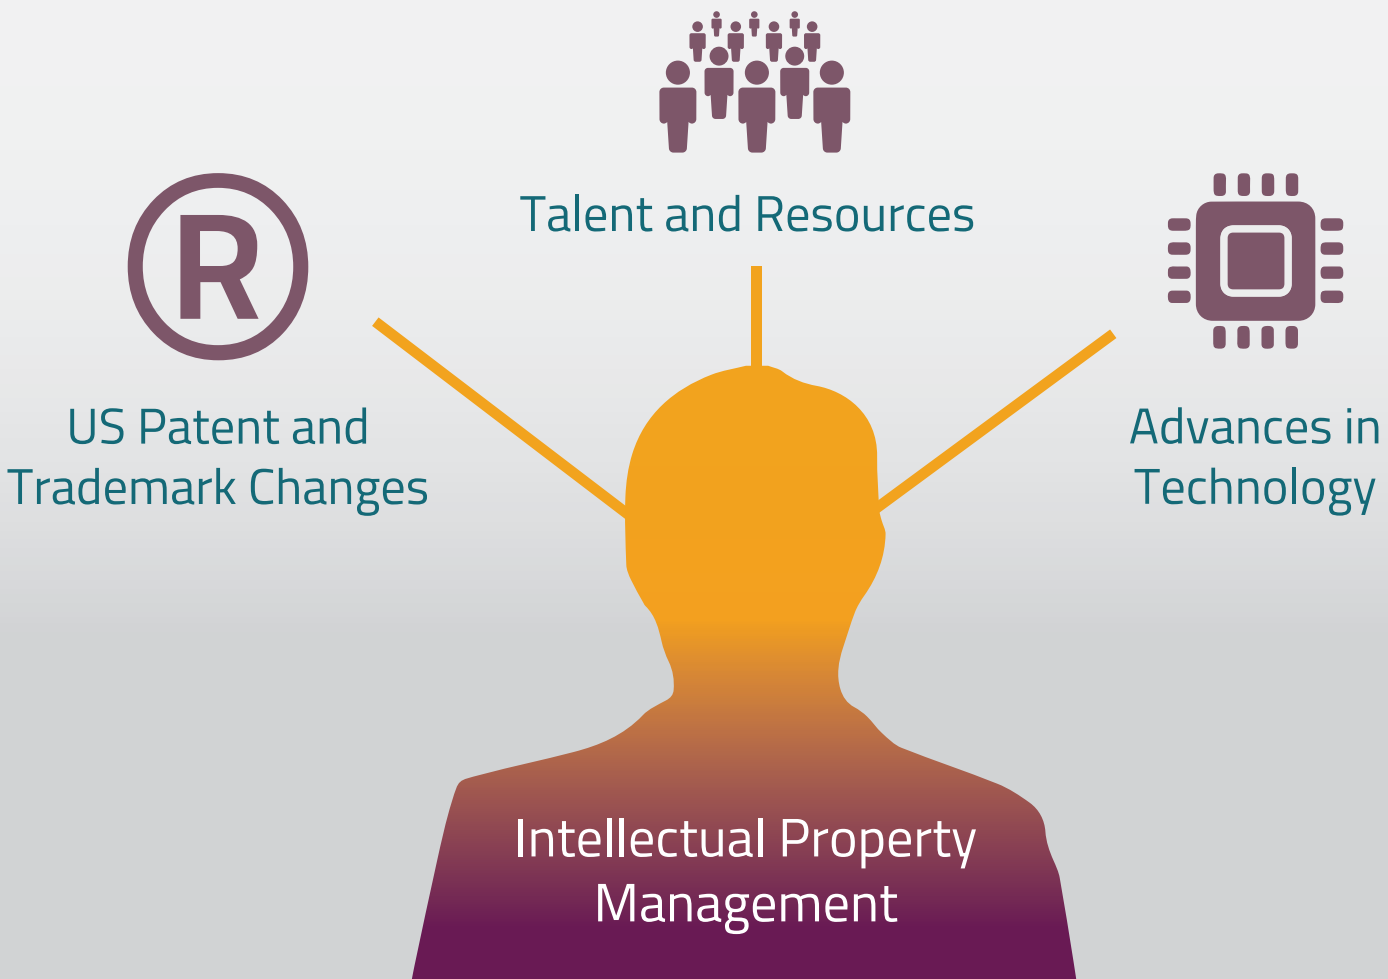 Talent and Resources
®
US Patent and
Trademark Changes
Advances in
Technology
Intellectual Property
Management